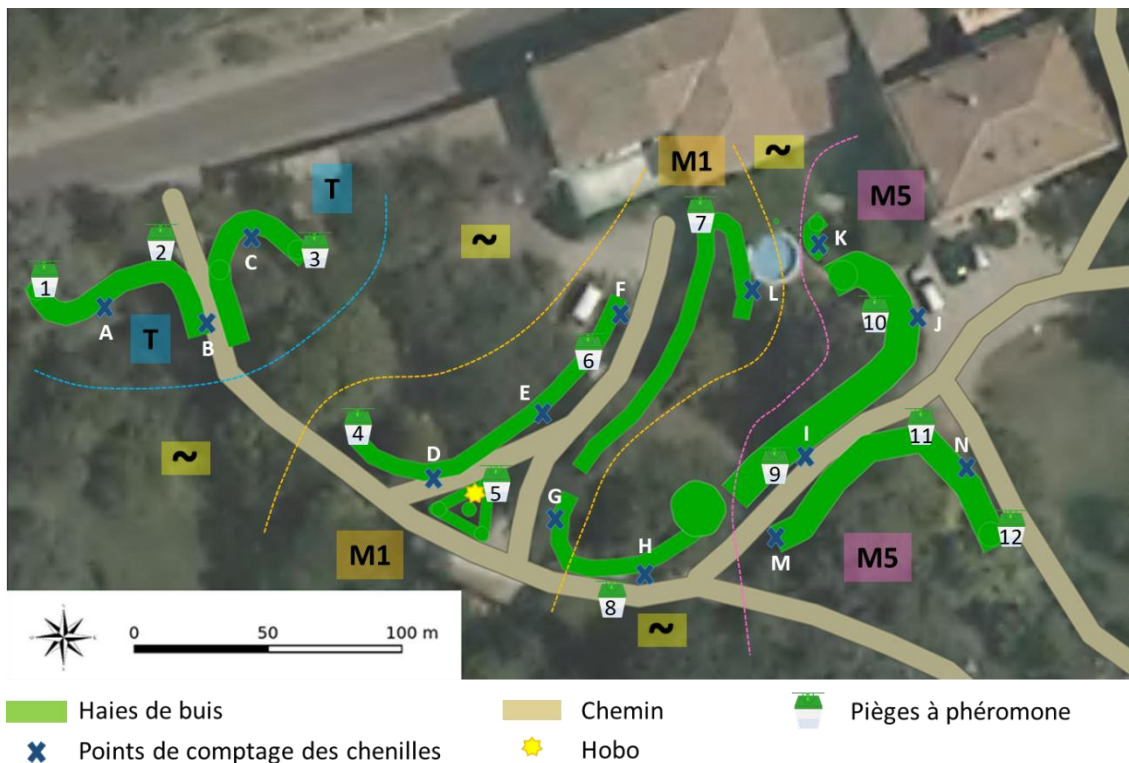 T
M1
~
M5
~
7
2
C
3
K
1
F
L
A
B
T
10
J
6
E
4
11
D
I
N
5
9
~
G
12
M1
H
M
M5
8
~
0 50 100 m
Haies de buis
Chemin
Pièges à phéromone
Points de comptage des chenilles
Hobo